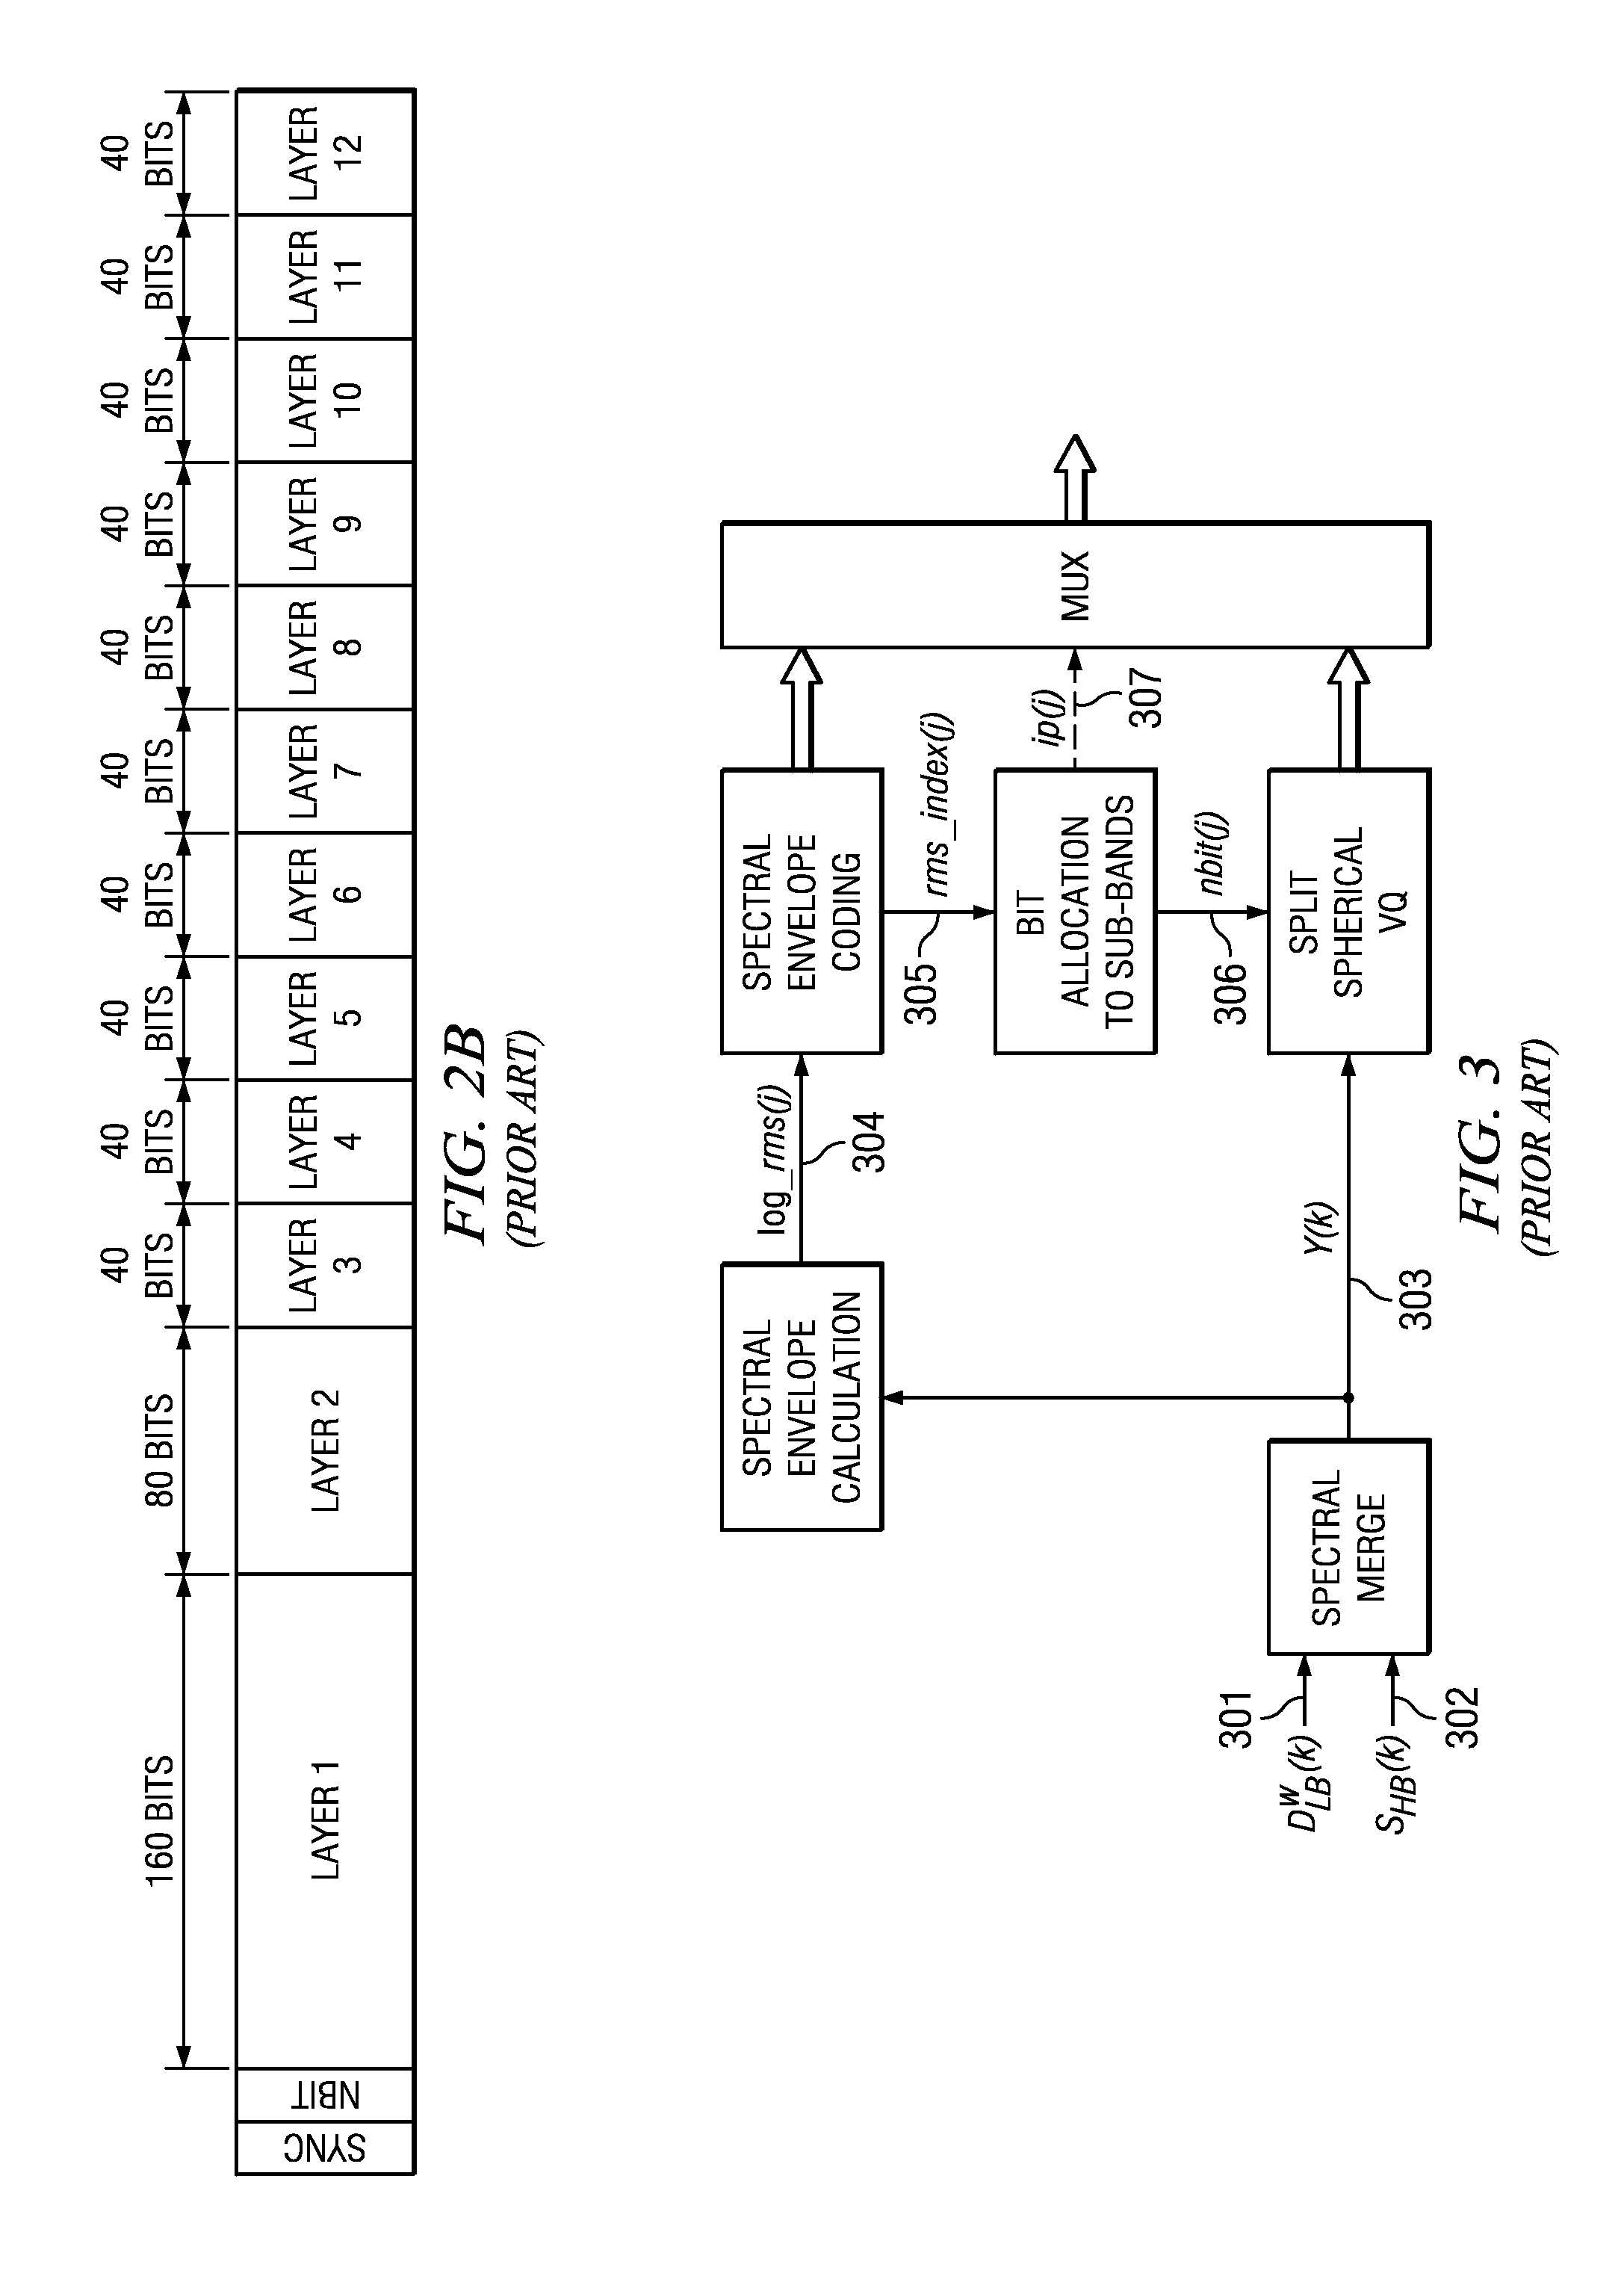 160 BITS
80 BITS
40
BITS
40
BITS
40
BITS
40
BITS
40
BITS
40
BITS
40
BITS
40
BITS
40
BITS
40
BITS
SYNC
NBIT
LAYER 1
LAYER 2
LAYER
3
LAYER
4
LAYER
5
LAYER
6
LAYER
7
LAYER
8
LAYER
9
LAYER
10
LAYER
11
LAYER
12
FIG. 2B
(PRIOR ART)
SPECTRAL
ENVELOPE
CALCULATION
log_rms(j)
304
SPECTRAL
ENVELOPE
CODING
305
rms_index(j)
BIT
ALLOCATION
TO SUB-BANDS
ip(j)
307
MUX
306
nbit(j)
301
D^W_LB(k)
S_HB(k)
302
SPECTRAL
MERGE
Y(k)
303
SPLIT
SPHERICAL
VQ
FIG. 3
(PRIOR ART)